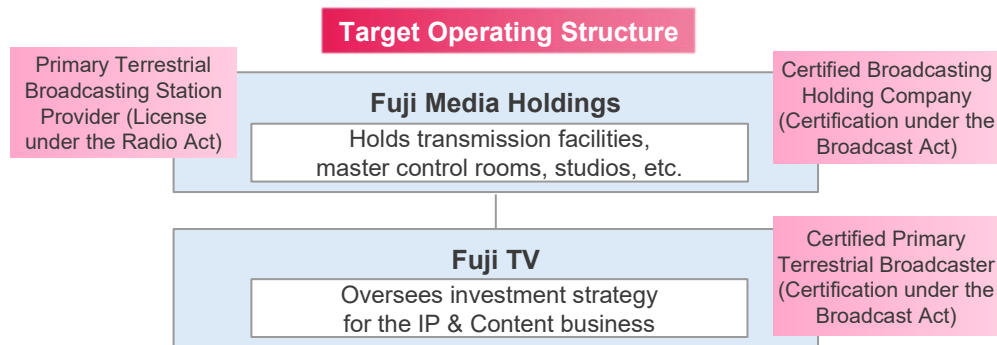 Target Operating Structure
Primary Terrestrial
Broadcasting Station
Provider (License
under the Radio Act)
Fuji Media Holdings
Holds transmission facilities,
master control rooms, studios, etc.
Certified Broadcasting
Holding Company
(Certification under the
Broadcast Act)
Fuji TV
Oversees investment strategy
for the IP & Content business
Certified Primary
Terrestrial Broadcaster
(Certification under the
Broadcast Act)